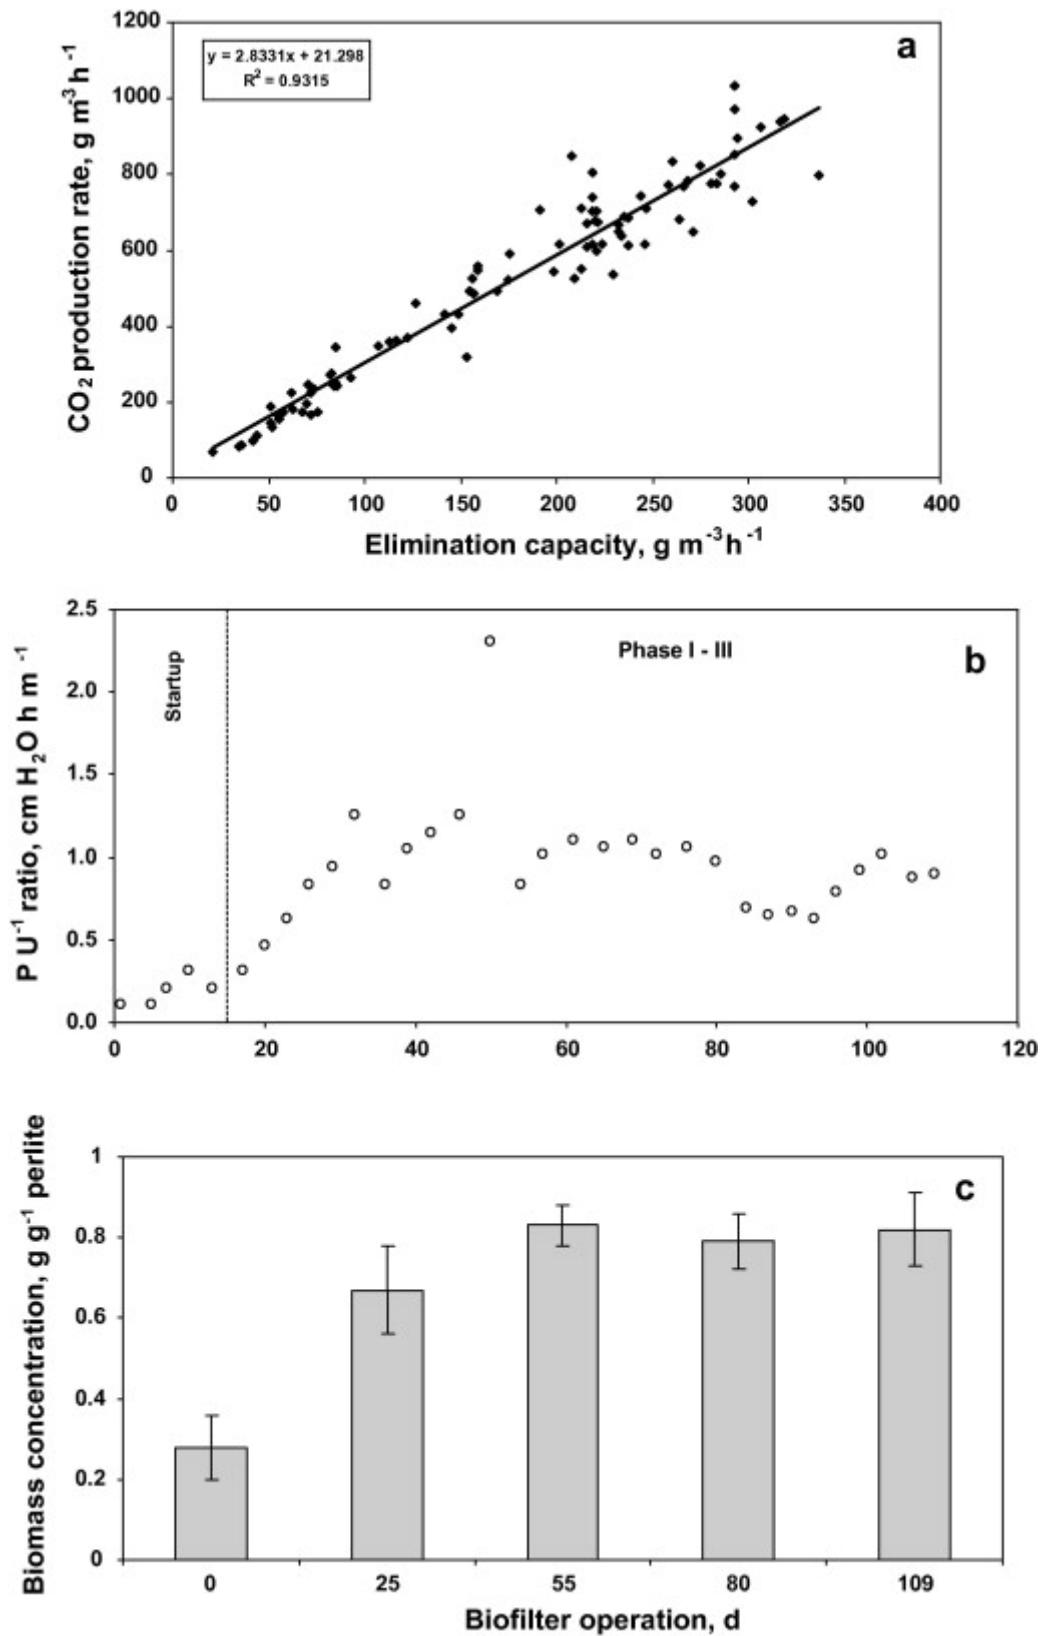 a
y = 2.8331x + 21.298
R² = 0.9315
CO₂ production rate, g m⁻³ h⁻¹
1200
1000
800
600
400
200
0
0 50 100 150 200 250 300 350 400
Elimination capacity, g m⁻³ h⁻¹
b
Startup
Phase I - III
P U⁻¹ ratio, cm H₂O h m⁻¹
2.5
2.0
1.5
1.0
0.5
0.0
0 20 40 60 80 100 120
c
Biomass concentration, g g⁻¹ perlite
1
0.8
0.6
0.4
0.2
0
0 25 55 80 109
Biofilter operation, d